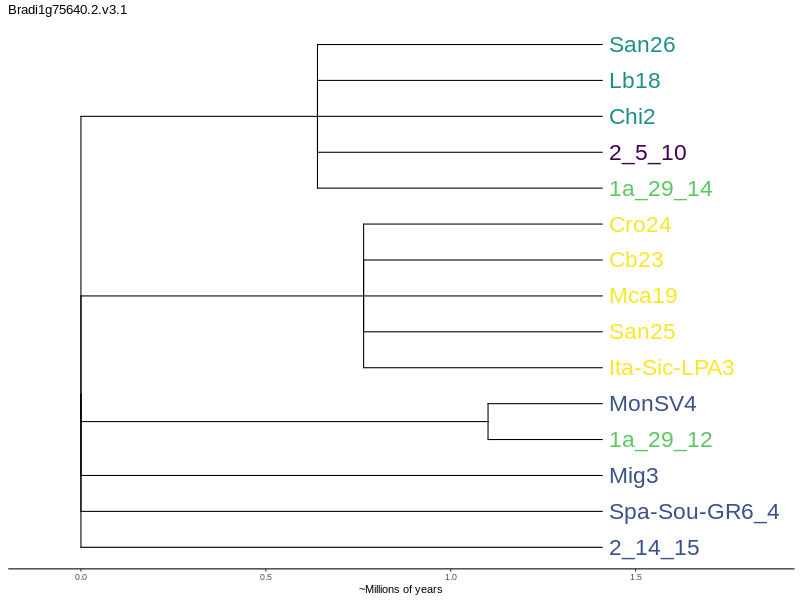 Bradi1g75640.2.v3.1
San26
Lb18
Chi2
2_5_10
1a_29_14
Cro24
Cb23
Mca19
San25
Ita-Sic-LPA3
MonSV4
1a_29_12
Mig3
Spa-Sou-GR6_4
2_14_15
0.0 0.5 1.0 1.5
~Millions of years